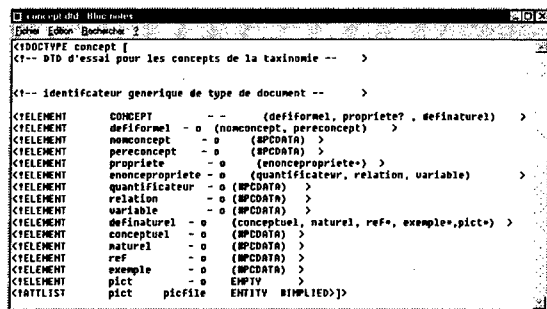 concept.dtd - Bloc-notes
Fichier Edition Rechercher ?
<!DOCTYPE concept [
<!-- DTD d'essai pour les concepts de la taxinomie -- >
<!-- identifcateur generique de type de document -- >
<!ELEMENT CONCEPT - - (defiformel, propriete? , definaturel) >
<!ELEMENT defiformel - o (nomconcept, pereconcept) >
<!ELEMENT nomconcept - o (#PCDATA) >
<!ELEMENT pereconcept - o (#PCDATA) >
<!ELEMENT propriete - o (enoncepropriete+) >
<!ELEMENT enoncepropriete - o (quantificateur, relation, variable) >
<!ELEMENT quantificateur - o (#PCDATA) >
<!ELEMENT relation - o (#PCDATA) >
<!ELEMENT variable - o (#PCDATA) >
<!ELEMENT definaturel - o (conceptuel, naturel, ref*, exemple*,pict*) >
<!ELEMENT conceptuel - o (#PCDATA) >
<!ELEMENT naturel - o (#PCDATA) >
<!ELEMENT ref - o (#PCDATA) >
<!ELEMENT exemple - o (#PCDATA) >
<!ELEMENT pict - o EMPTY >
<!ATTLIST pict picfile ENTITY #IMPLIED>]>